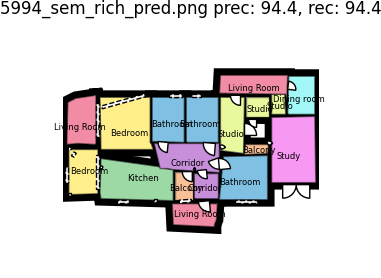 5994_sem_rich_pred.png prec: 94.4, rec: 94.4
Living Room
Dining room
Studio
Studio
Living Room
Bedroom
Bathroom
Bathroom
Studio
Balcony
Study
Corridor
Bedroom
Kitchen
Balcony
Corridor
Bathroom
Living Room